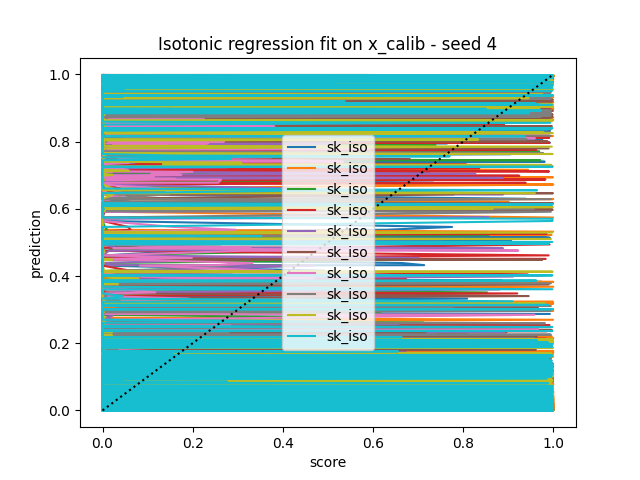 Isotonic regression fit on x_calib - seed 4
1.0
0.8
0.6
0.4
0.2
0.0
prediction
sk_iso
sk_iso
sk_iso
sk_iso
sk_iso
sk_iso
sk_iso
sk_iso
sk_iso
sk_iso
0.0 0.2 0.4 0.6 0.8 1.0
score